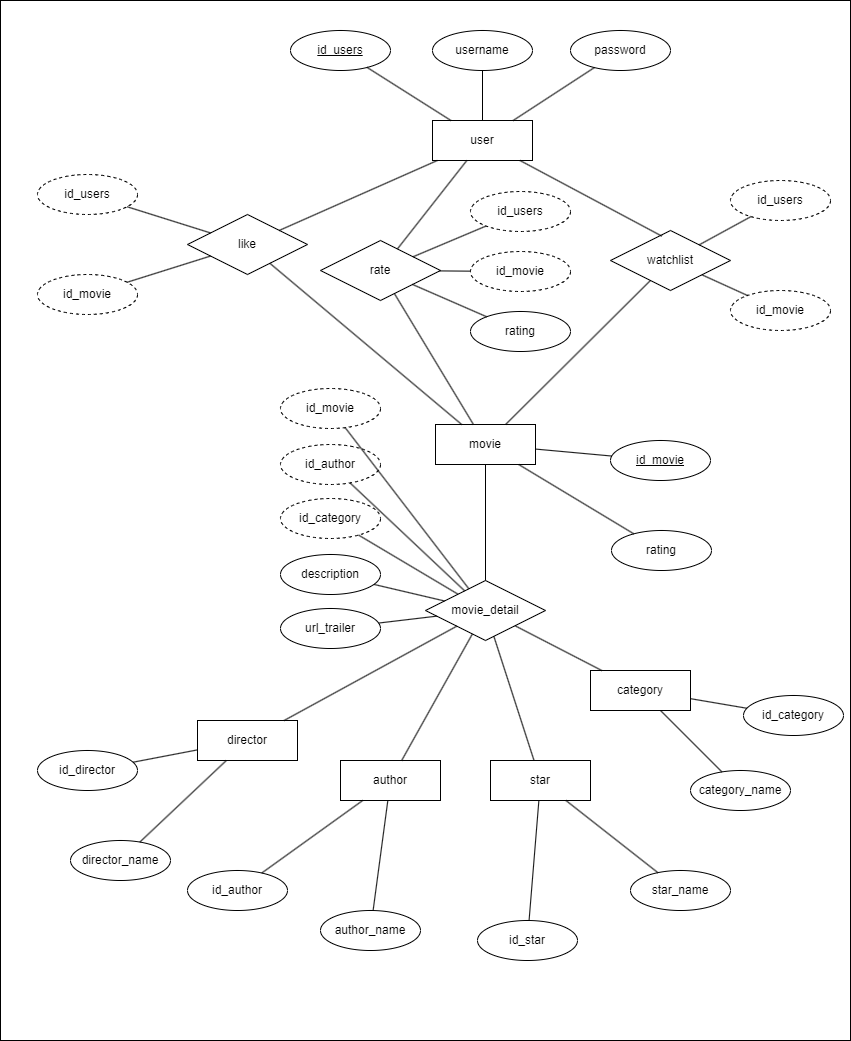 id_users
username
password
user
id_users
id_users
id_users
like
rate
watchlist
id_movie
id_movie
id_movie
rating
id_movie
movie
id_author
id_movie
id_category
rating
description
movie_detail
url_trailer
category
id_category
director
id_director
author
star
category_name
director_name
id_author
star_name
author_name
id_star